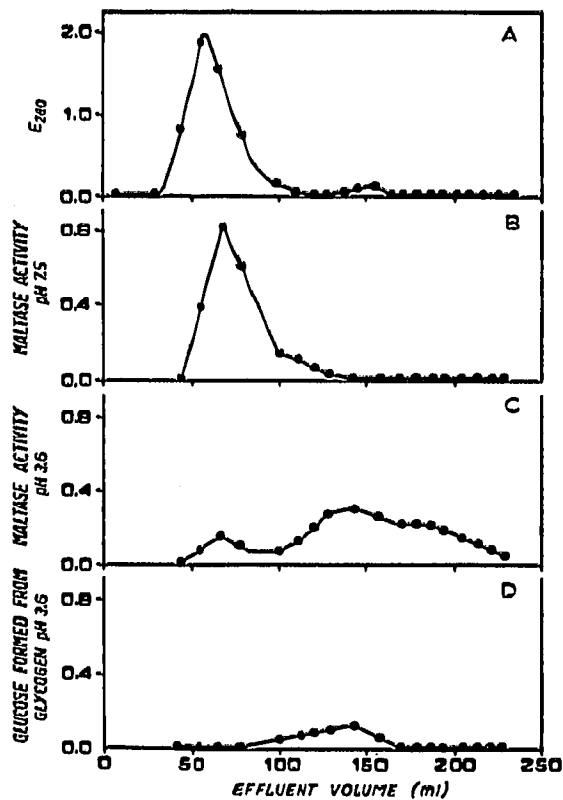 A
2.0
1.0
0.0
E280
B
0.8
0.4
0.0
MALTASE ACTIVITY
pH 7.5
C
0.8
0.4
0.0
MALTASE ACTIVITY
pH 3.6
D
0.8
0.4
0.0
GLUCOSE FORMED FROM
GLYCOGEN pH 3.6
0 50 100 150 200 250
EFFLUENT VOLUME (ml)